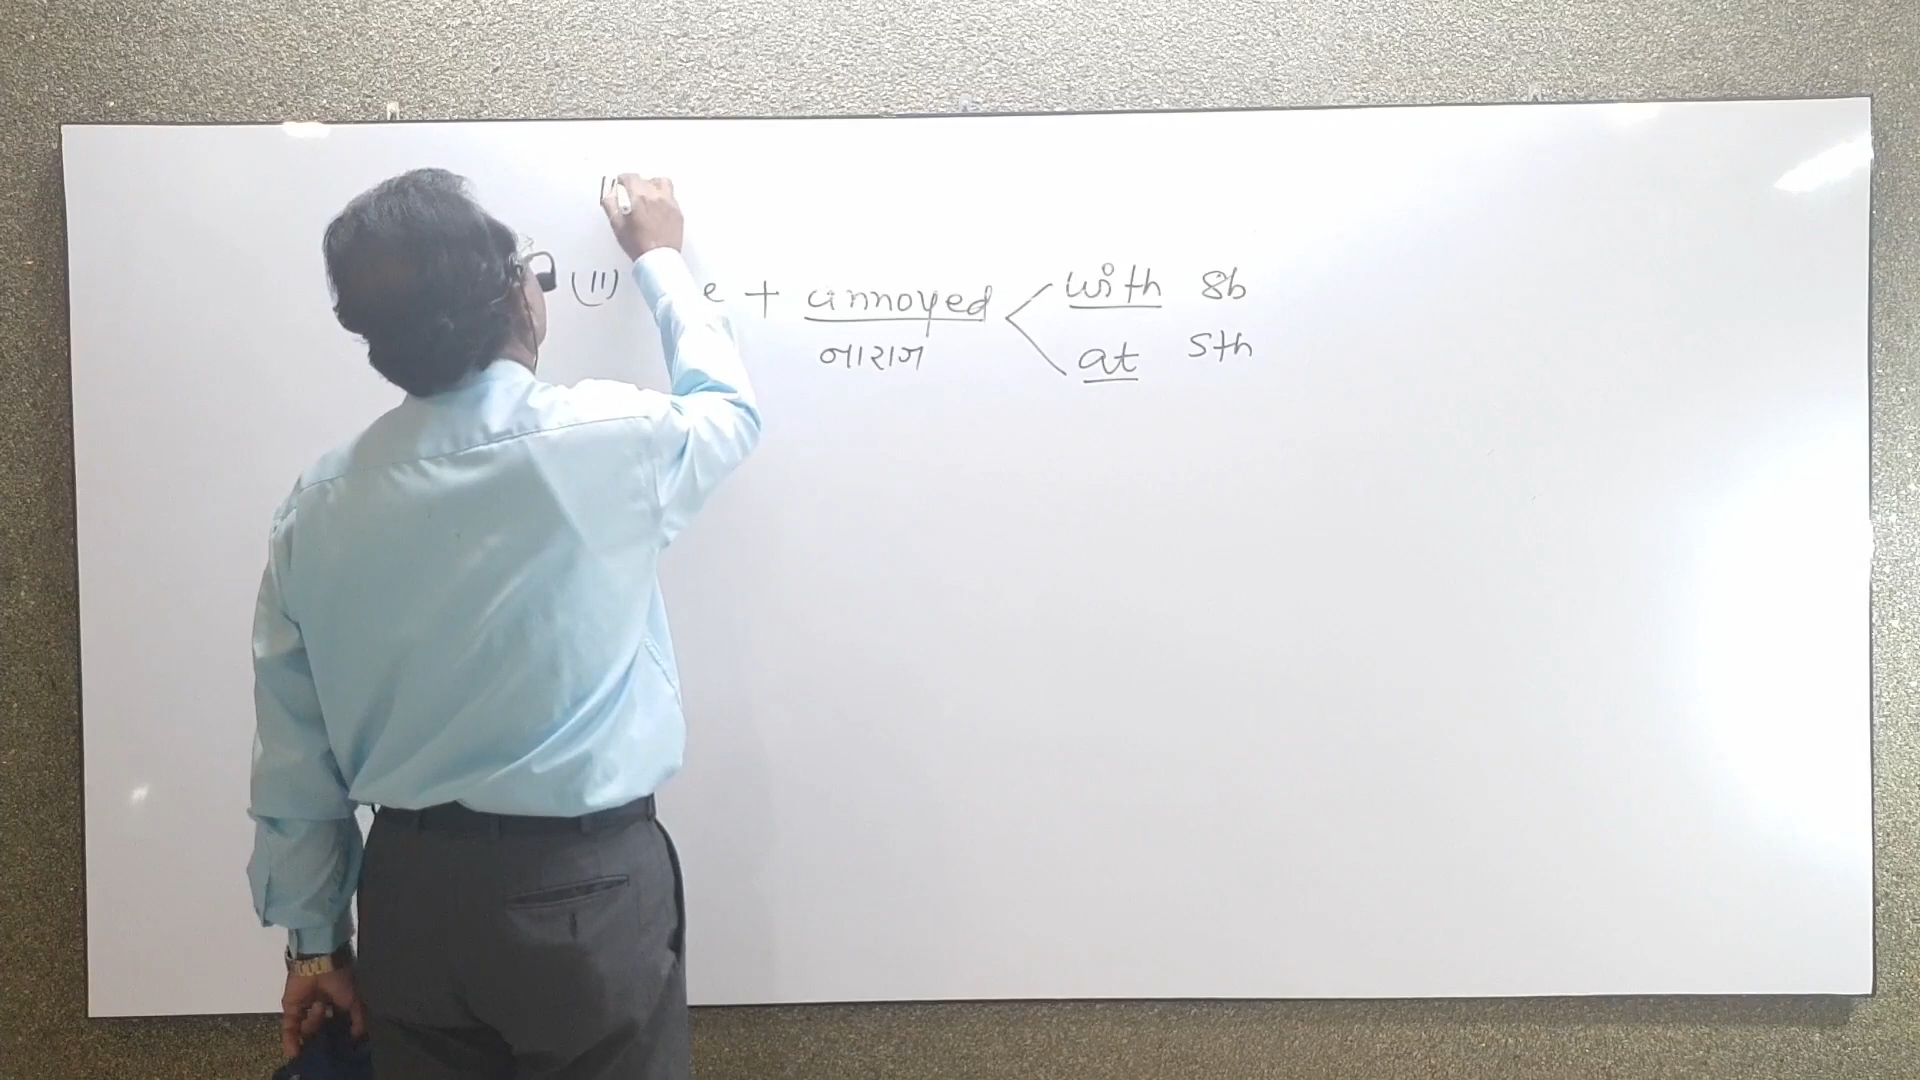 (11) e + annoyed < with sb
at sth
નારાજ